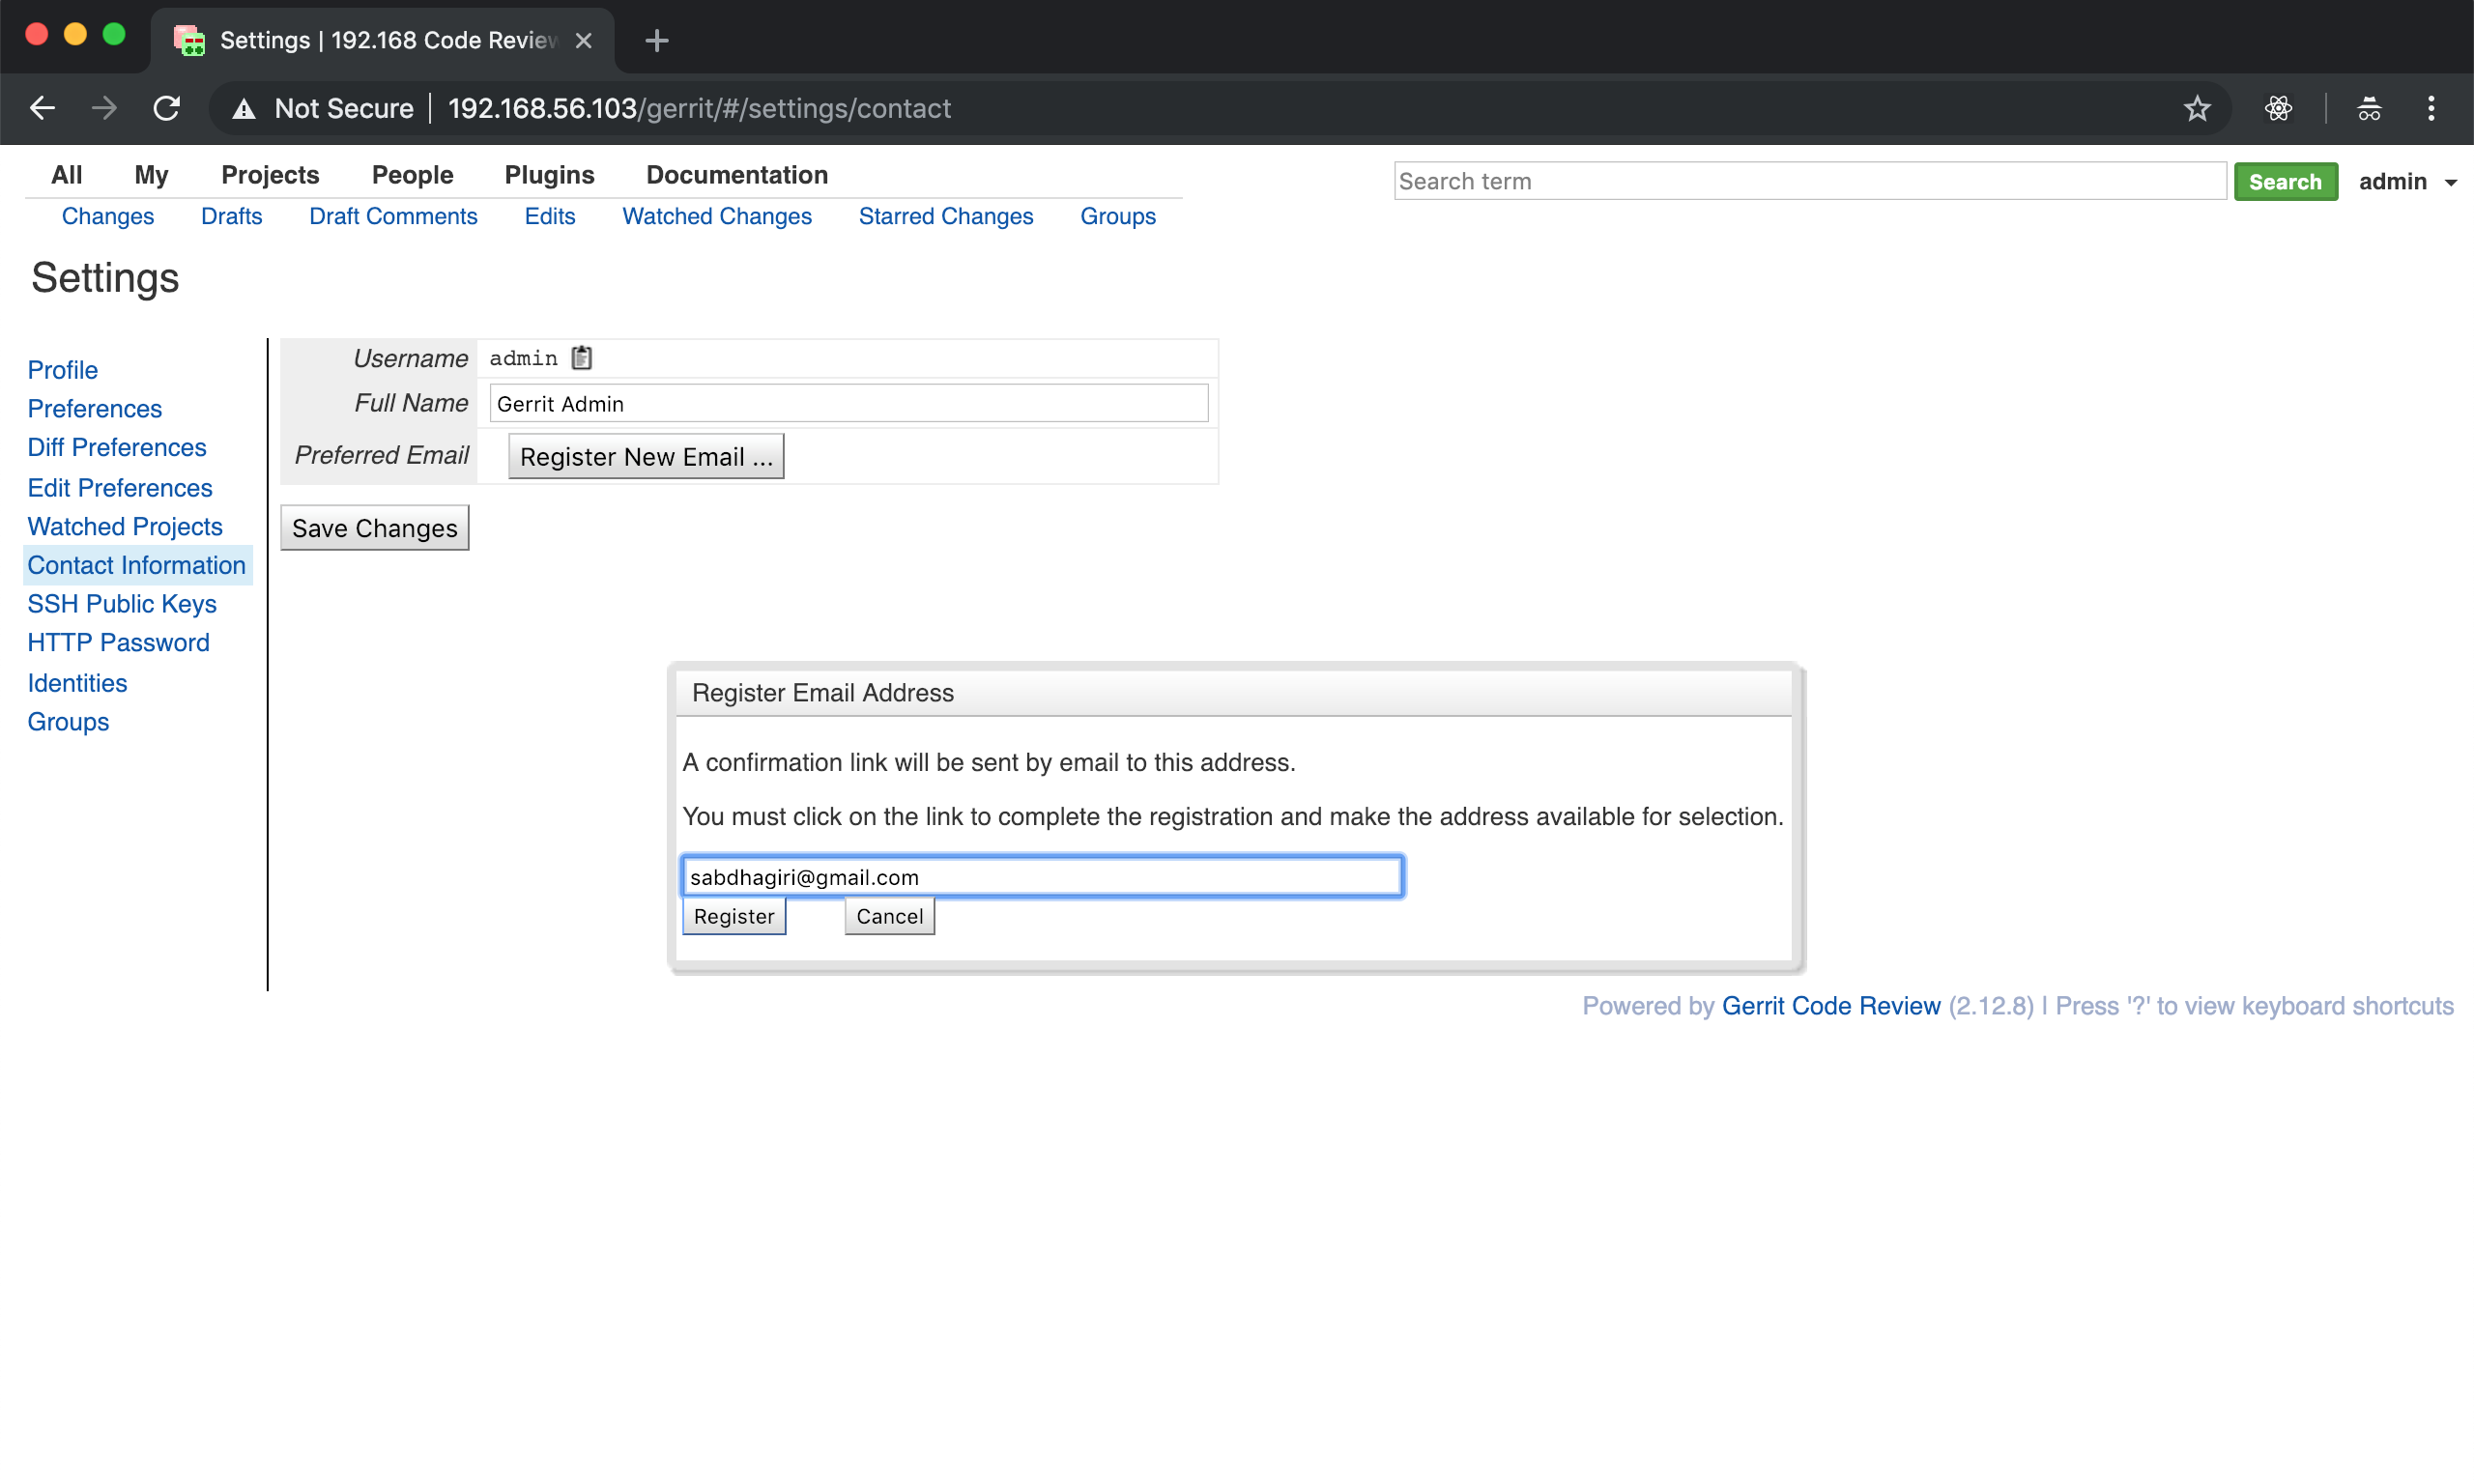 Settings | 192.168 Code Review
Not Secure | 192.168.56.103/gerrit/#/settings/contact
All My Projects People Plugins Documentation
Search term Search admin
Changes Drafts Draft Comments Edits Watched Changes Starred Changes Groups
Settings
Profile
Preferences
Diff Preferences
Edit Preferences
Watched Projects
Contact Information
SSH Public Keys
HTTP Password
Identities
Groups
Username admin
Full Name Gerrit Admin
Preferred Email Register New Email ...
Save Changes
Register Email Address
A confirmation link will be sent by email to this address.
You must click on the link to complete the registration and make the address available for selection.
sabdhagiri@gmail.com
Register Cancel
Powered by Gerrit Code Review (2.12.8) | Press '?' to view keyboard shortcuts